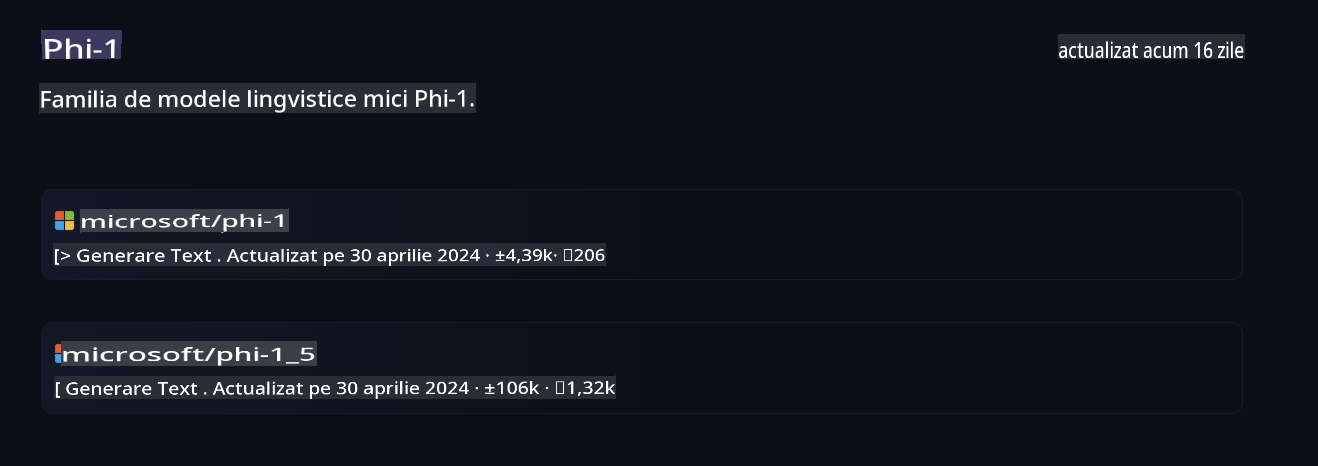 Phi-1
actualizat acum 16 zile
Familia de modele lingvistice mici Phi-1.
microsoft/phi-1
[> Generare Text . Actualizat pe 30 aprilie 2024 · ±4,39k· 206
microsoft/phi-1_5
[ Generare Text . Actualizat pe 30 aprilie 2024 · ±106k · 1,32k